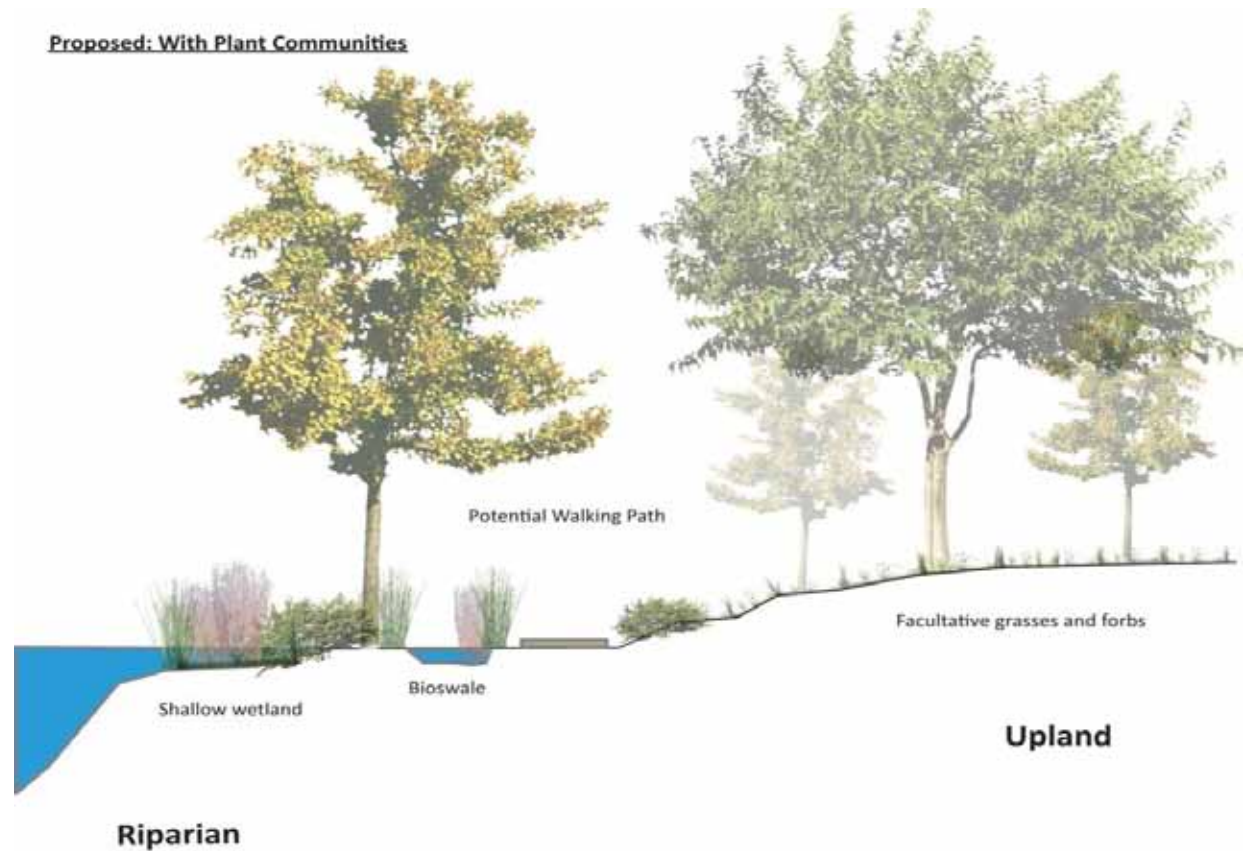 Proposed: With Plant Communities
Potential Walking Path
Facultative grasses and forbs
Bioswale
Shallow wetland
Upland
Riparian